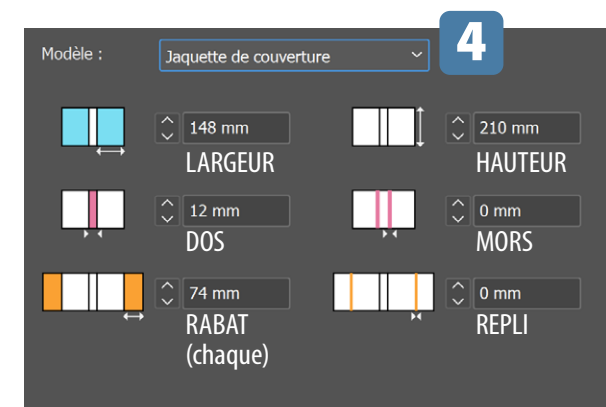 Modèle :
Jaquette de couverture
4
148 mm
210 mm
LARGEUR
HAUTEUR
12 mm
0 mm
DOS
MORS
74 mm
0 mm
RABAT
(chaque)
REPLI